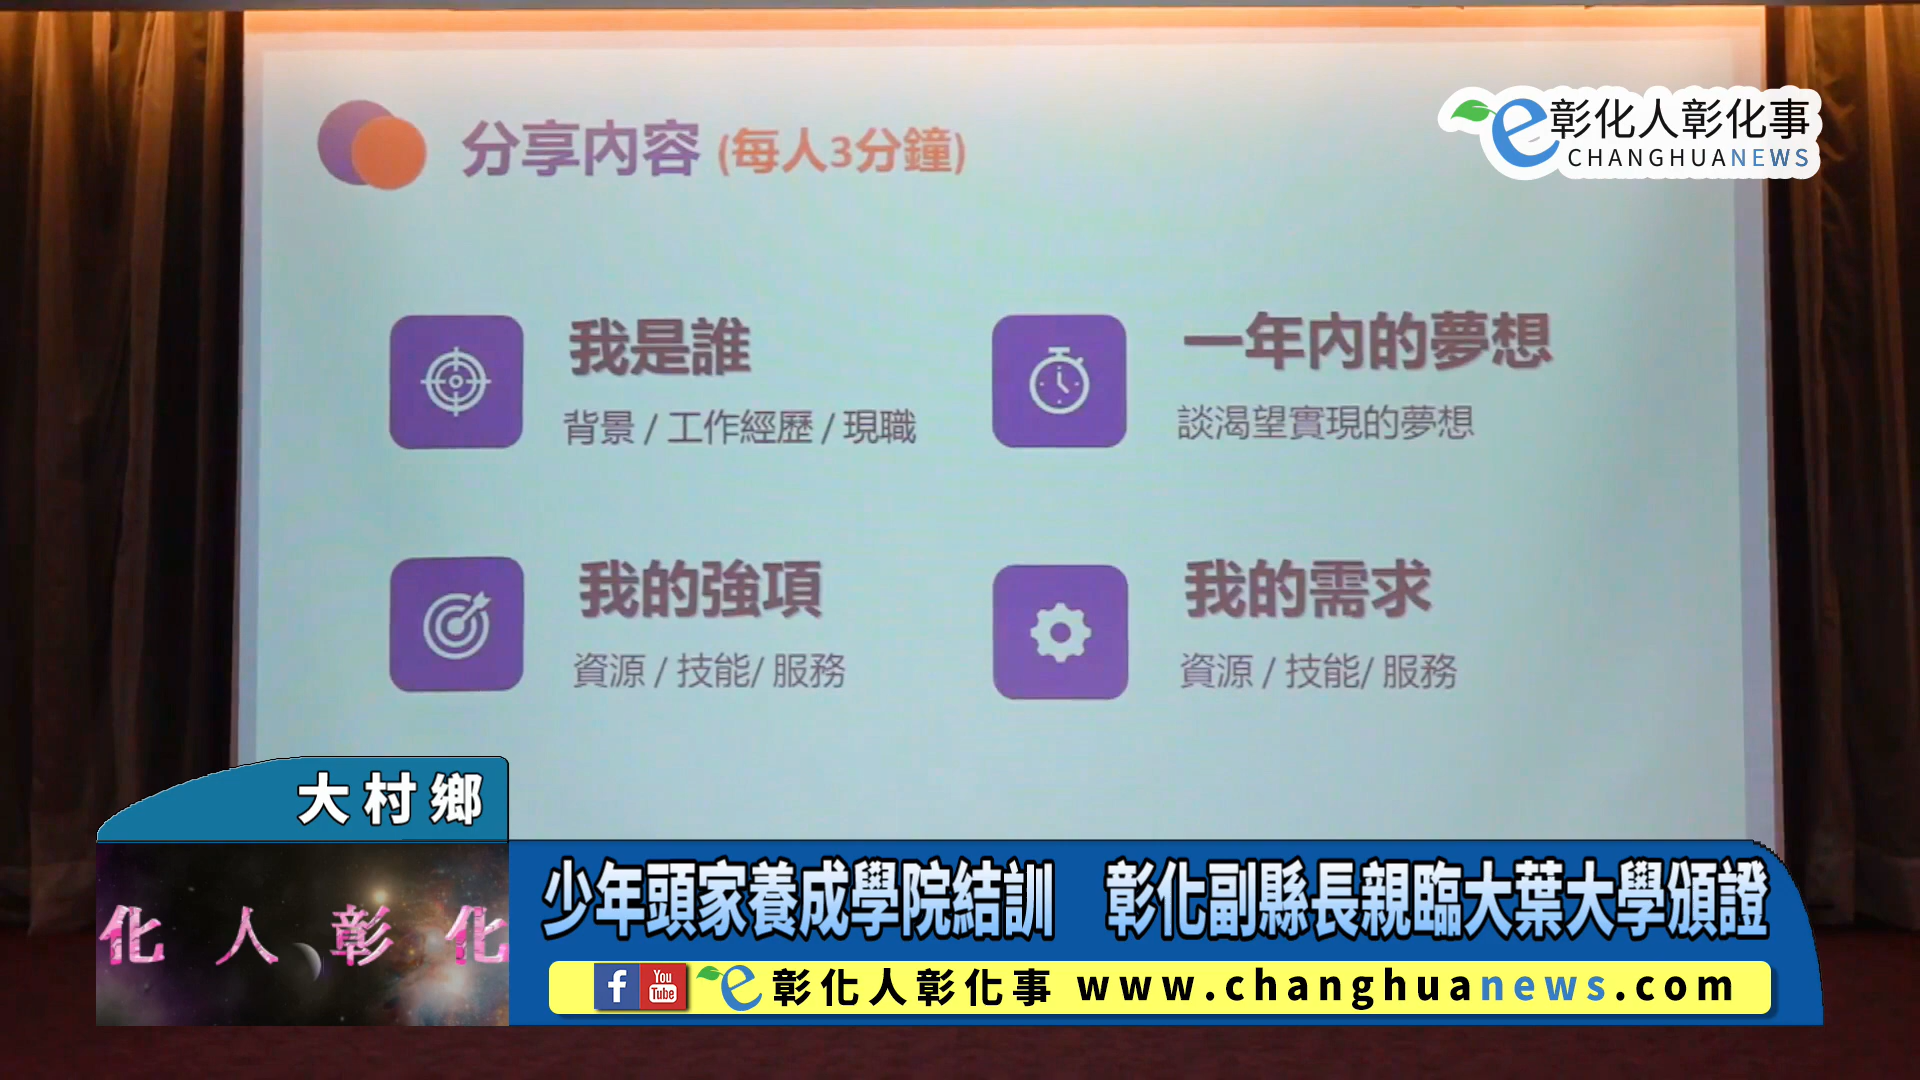 彰化人彰化事
CHANGHUANEWS
分享內容 (每人3分鐘)
我是誰
背景 / 工作經歷 / 現職
一年內的夢想
談渴望實現的夢想
我的強項
資源 / 技能/ 服務
我的需求
資源 / 技能/ 服務
大村鄉
化人彰化
少年頭家養成學院結訓 彰化副縣長親臨大葉大學頒證
f You Tube e彰化人彰化事 www.changhuanews.com